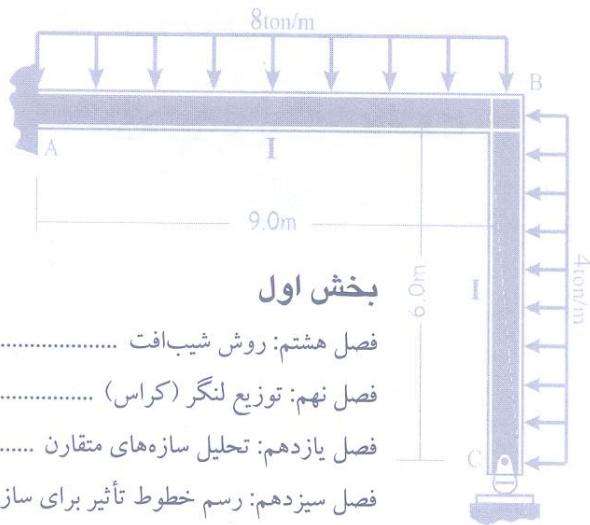 8ton/m
B
A
I
9.0m
6.0m
I
4ton/m
C
بخش اول
فصل هشتم: روش شیب‌افت ....................
فصل نهم: توزیع لنگر (کراس) ................
فصل یازدهم: تحلیل سازه‌های متقارن ......
فصل سیزدهم: رسم خطوط تأثیر برای ساز